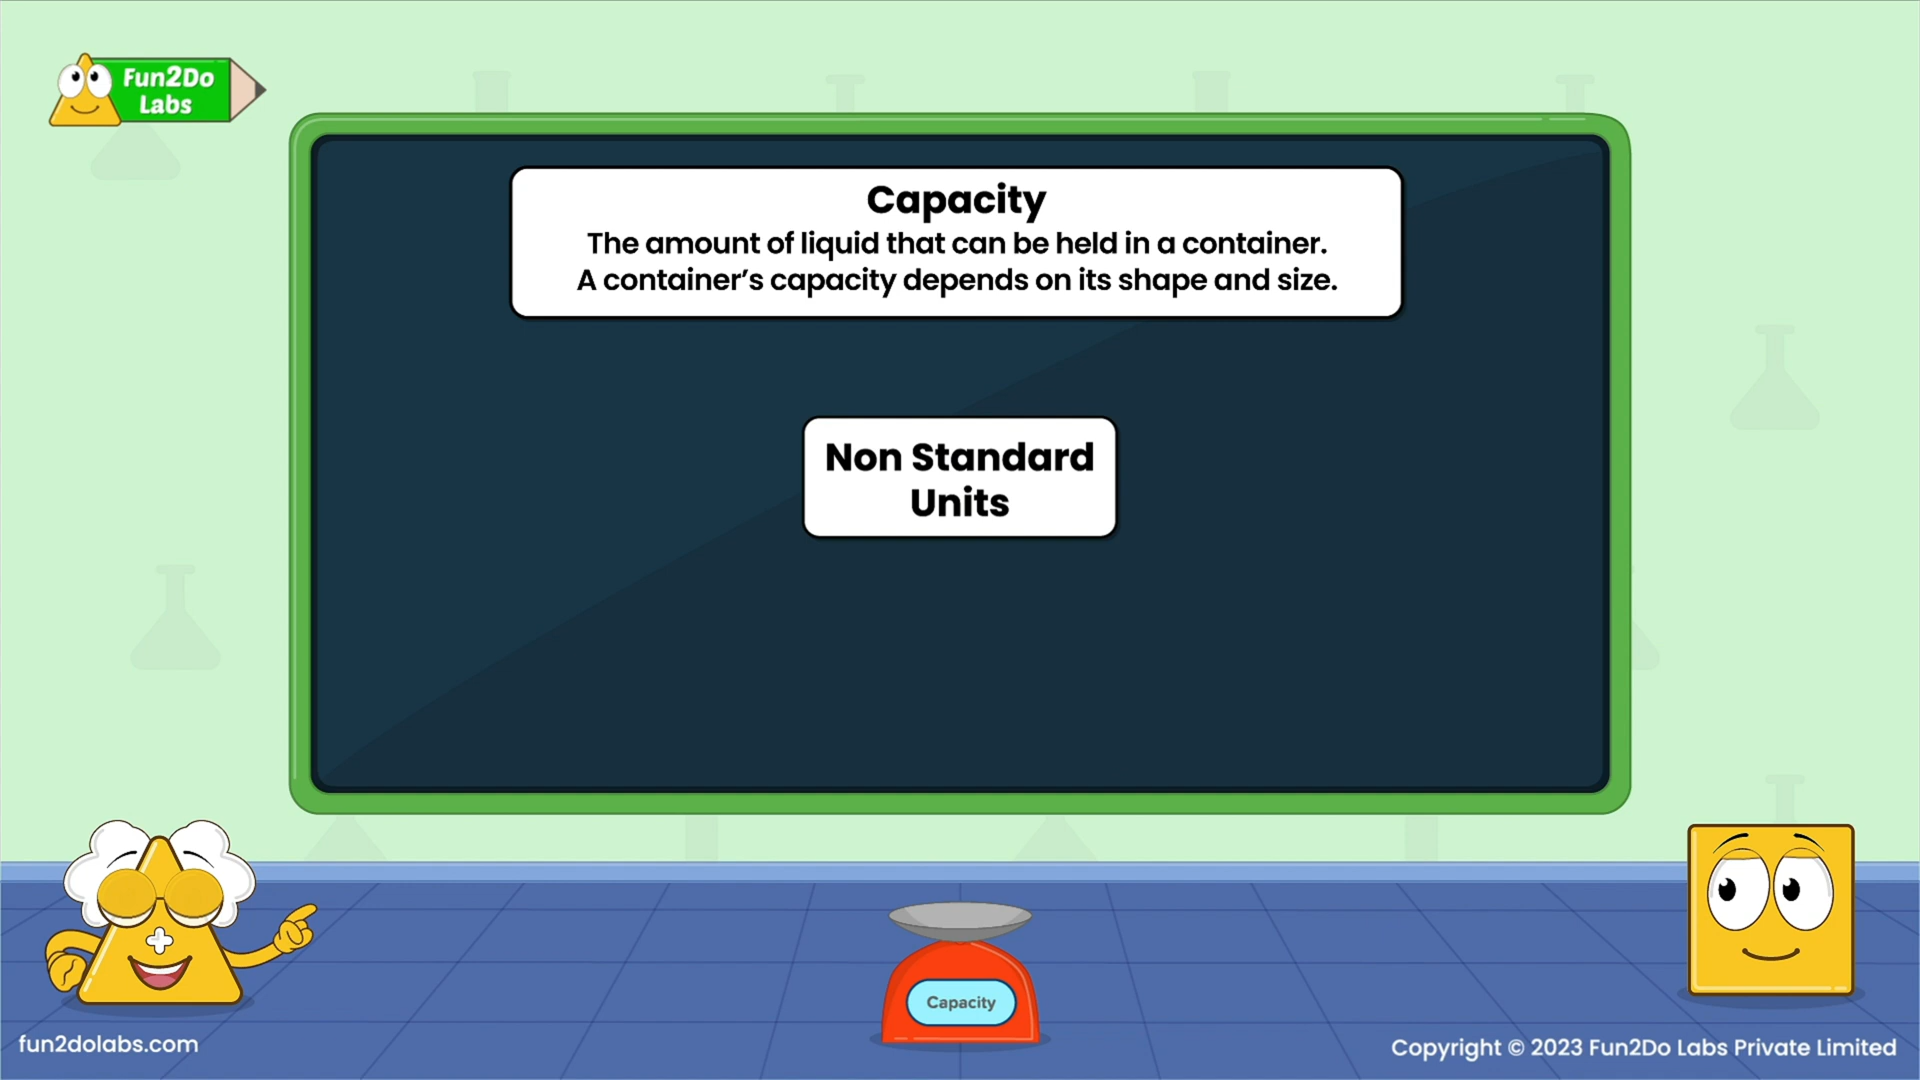 Fun2Do
Labs
Capacity
The amount of liquid that can be held in a container.
A container’s capacity depends on its shape and size.
Non Standard
Units
Capacity
fun2dolabs.com
Copyright © 2023 Fun2Do Labs Private Limited